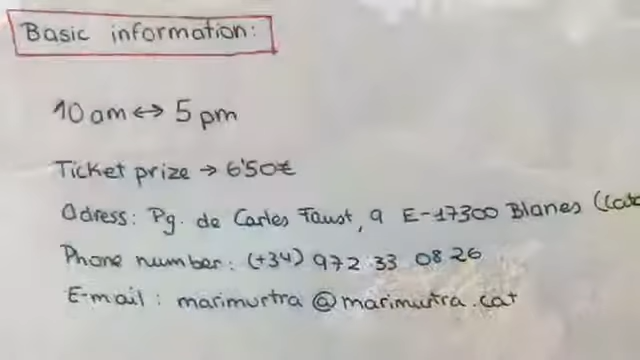 Basic information:
10 am ↔ 5 pm
Ticket prize → 6'50€
Adress: Pg. de Carles Faust, 9 E-17300 Blanes (Cata
Phone number: (+34) 972 33 08 26
E-mail: marimurtra@marimurtra.cat